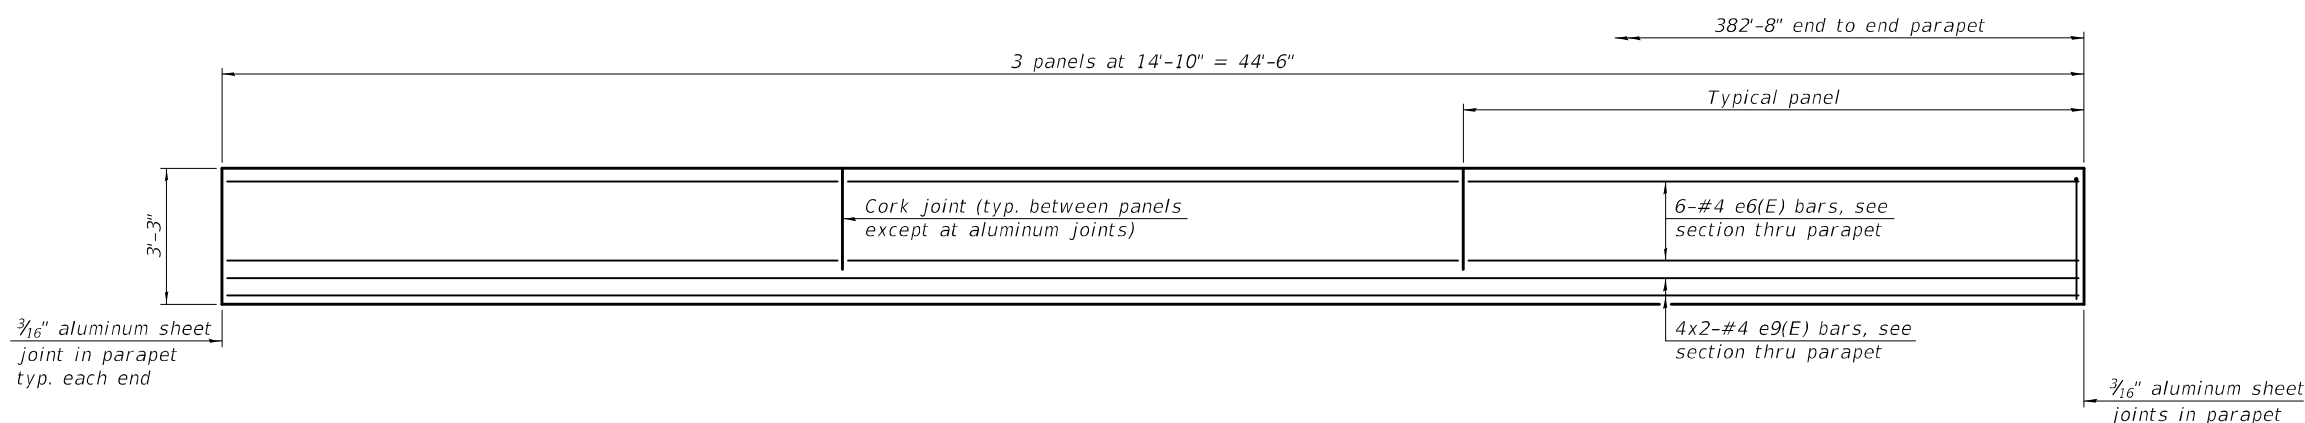 382'-8" end to end parapet
3 panels at 14'-10" = 44'-6"
Typical panel
Cork joint (typ. between panels
except at aluminum joints)
6-#4 e6(E) bars, see
section thru parapet
3'-3"
3/16" aluminum sheet
joint in parapet
typ. each end
4x2-#4 e9(E) bars, see
section thru parapet
3/16" aluminum sheet
joints in parapet